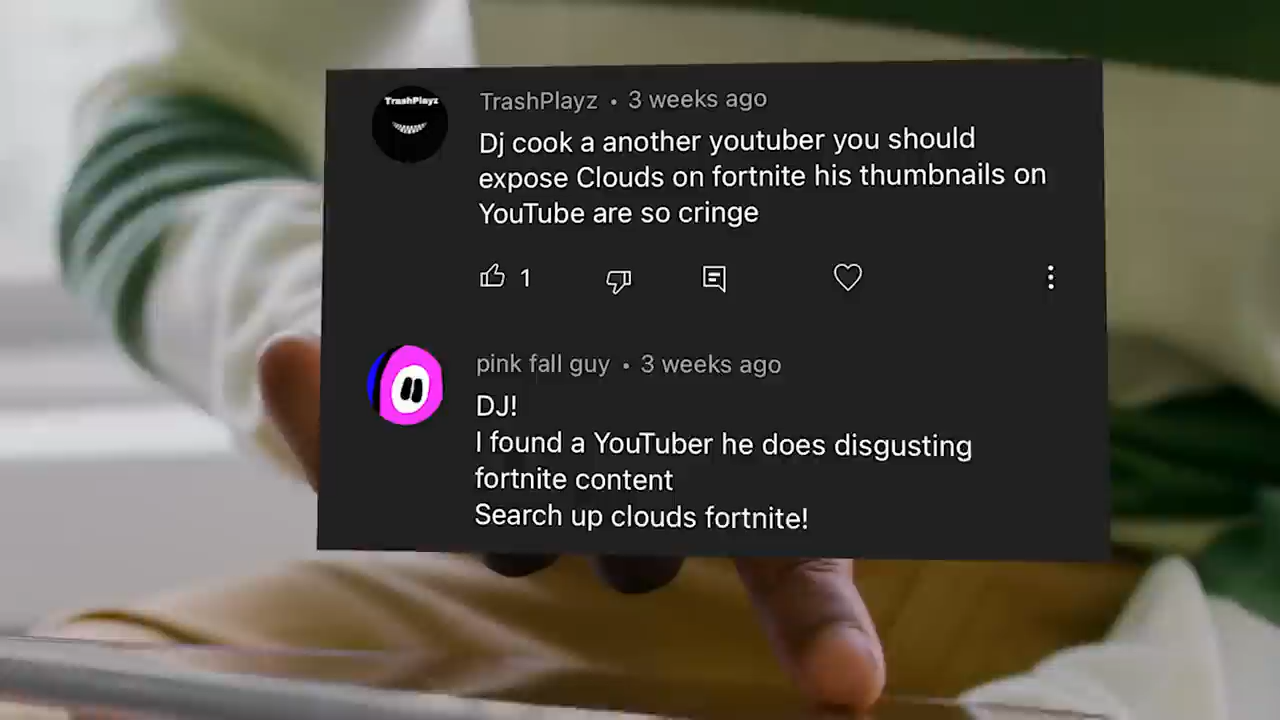 TrashPlayz
TrashPlayz • 3 weeks ago
Dj cook a another youtuber you should
expose Clouds on fortnite his thumbnails on
YouTube are so cringe
1
pink fall guy • 3 weeks ago
DJ!
I found a YouTuber he does disgusting
fortnite content
Search up clouds fortnite!